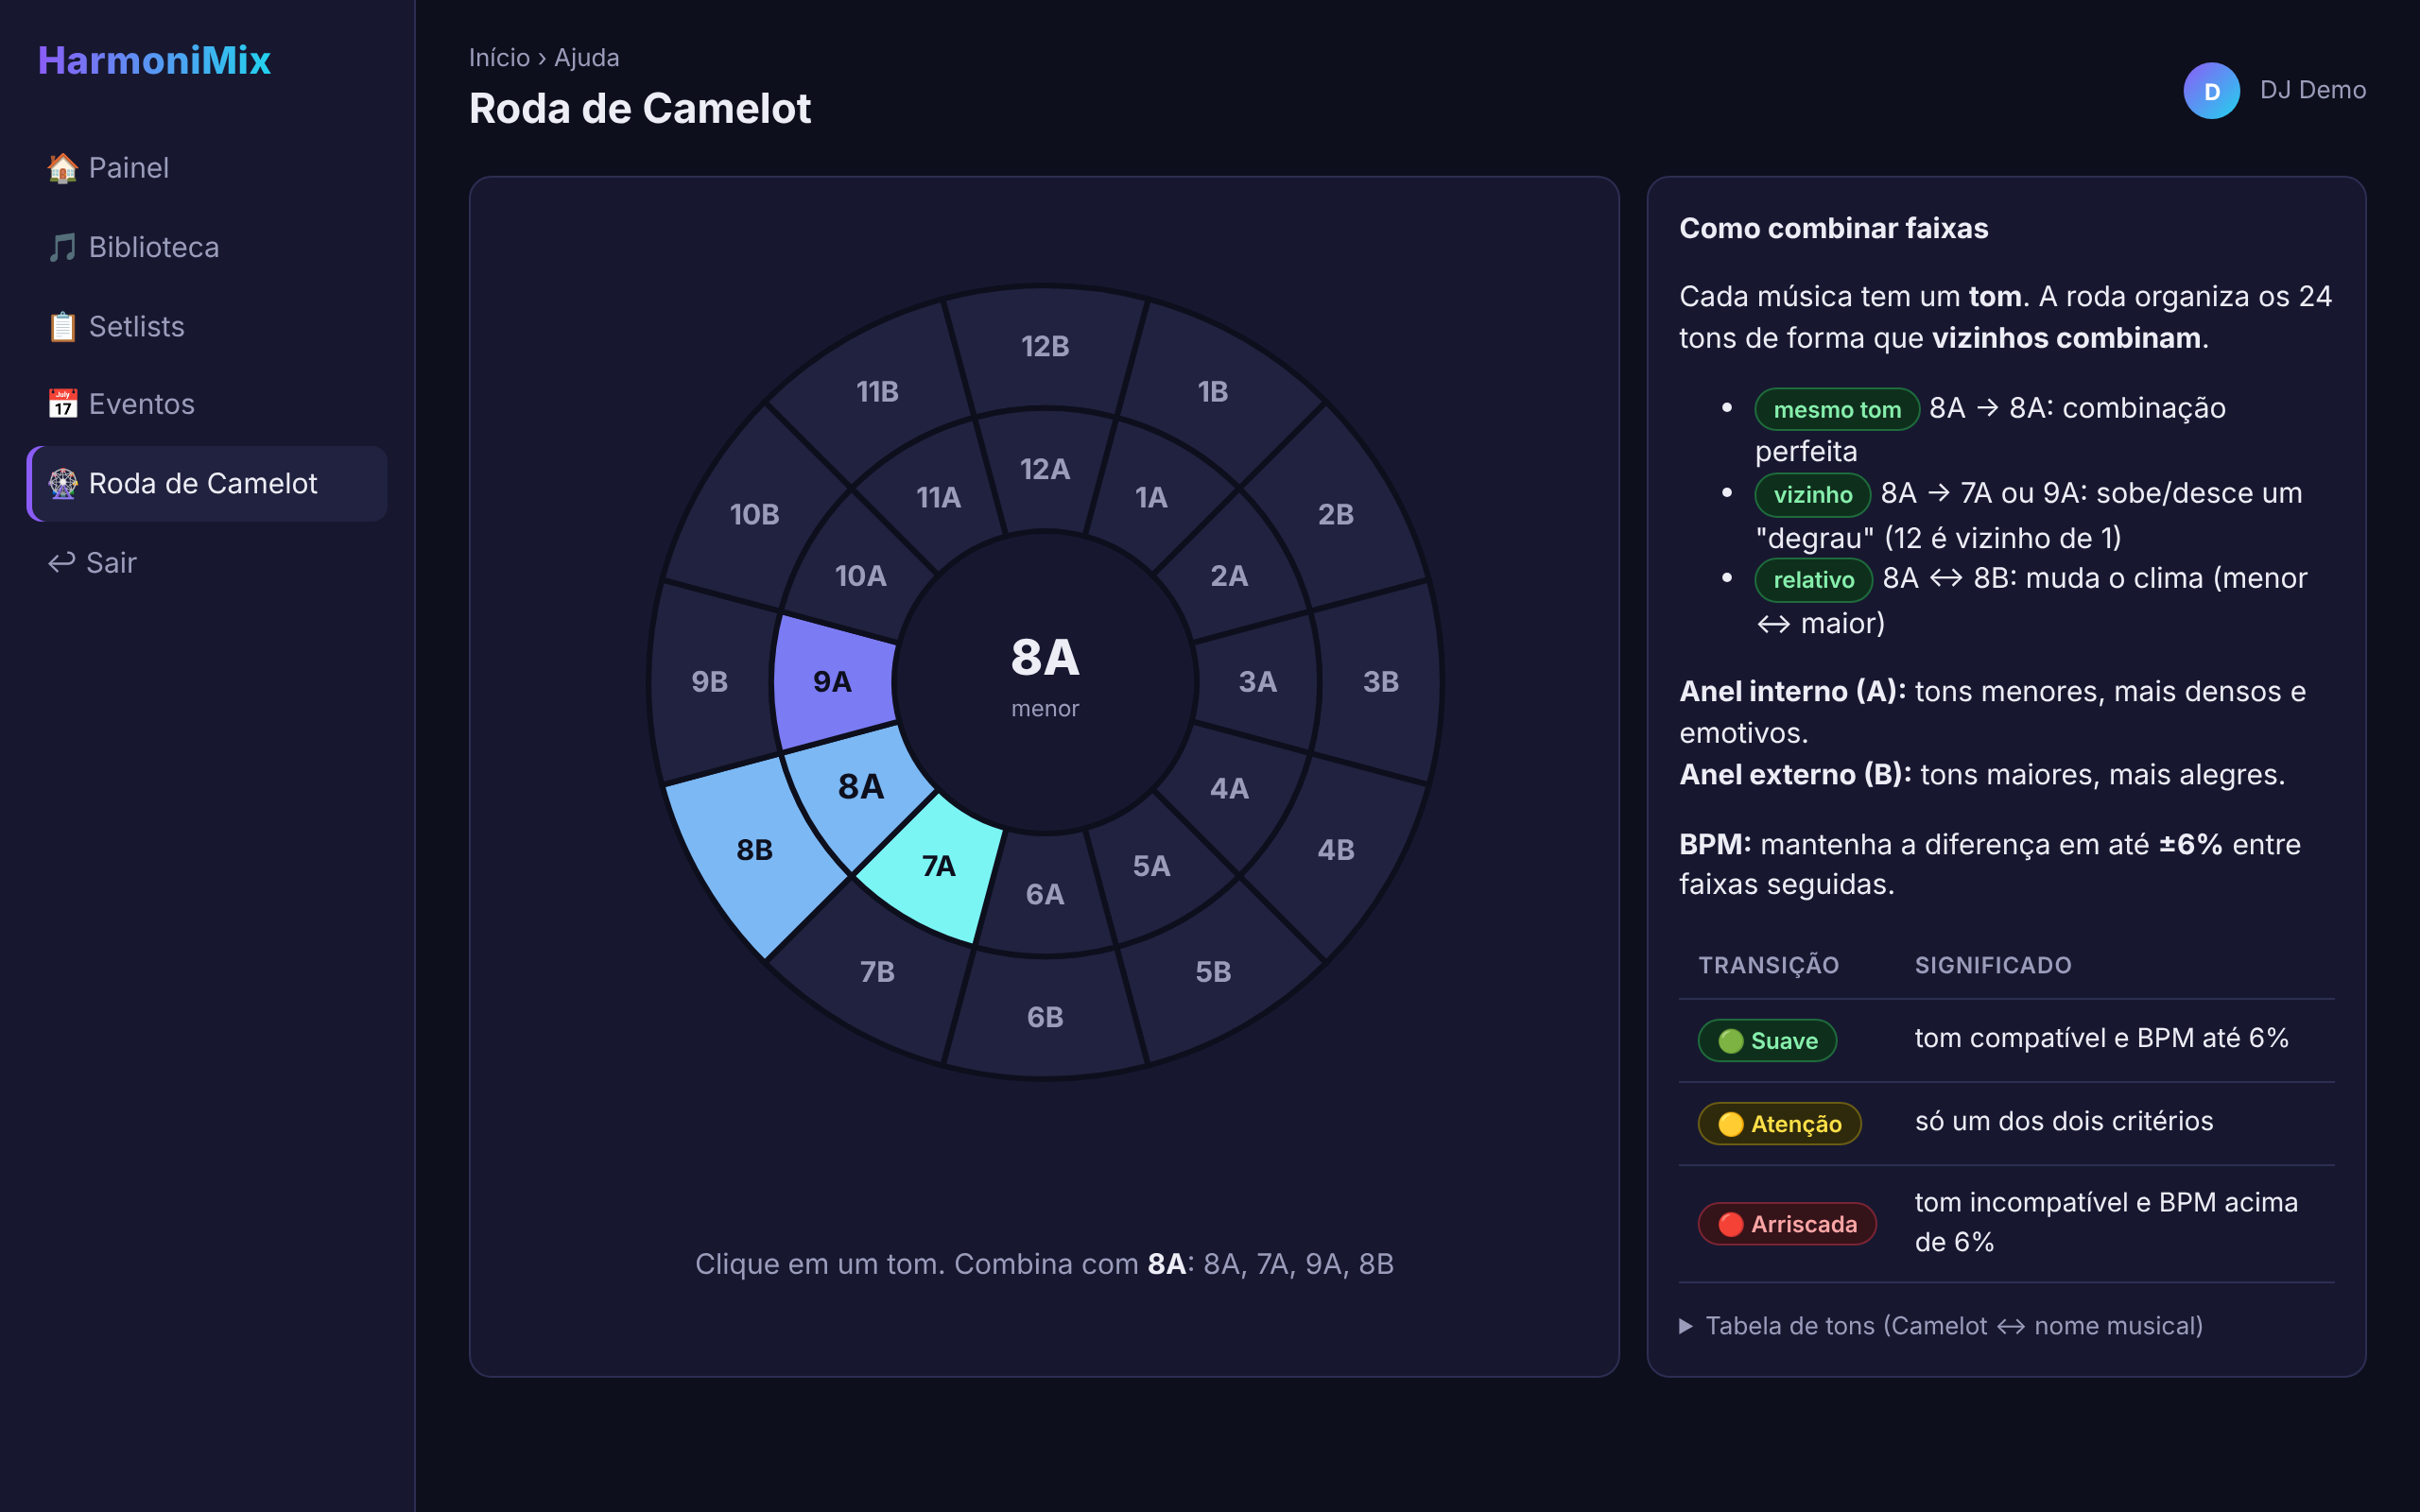 HarmoniMix
Painel
Biblioteca
Setlists
Eventos
Roda de Camelot
Sair
Início › Ajuda
Roda de Camelot
D
DJ Demo
12B
11B
1B
12A
11A
1A
10B
2B
10A
2A
9B
9A
8A
menor
3A
3B
8A
4A
8B
7A
5A
4B
6A
7B
5B
6B
Clique em um tom. Combina com 8A: 8A, 7A, 9A, 8B
Como combinar faixas
Cada música tem um tom. A roda organiza os 24
tons de forma que vizinhos combinam.
• mesmo tom 8A → 8A: combinação
perfeita
• vizinho 8A → 7A ou 9A: sobe/desce um
"degrau" (12 é vizinho de 1)
• relativo 8A ↔ 8B: muda o clima (menor
↔ maior)
Anel interno (A): tons menores, mais densos e
emotivos.
Anel externo (B): tons maiores, mais alegres.
BPM: mantenha a diferença em até ±6% entre
faixas seguidas.
TRANSIÇÃO SIGNIFICADO
Suave tom compatível e BPM até 6%
Atenção só um dos dois critérios
Arriscada tom incompatível e BPM acima
de 6%
▶ Tabela de tons (Camelot ↔ nome musical)